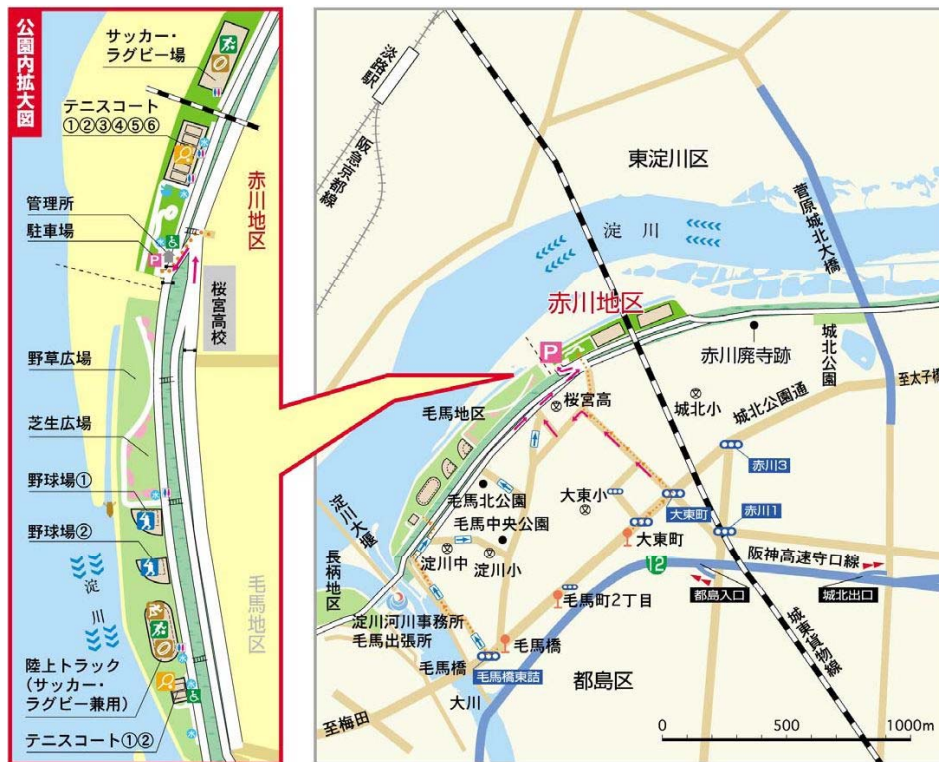 公園内拡大図
サッカー・
ラグビー場
テニスコート
①②③④⑤⑥
赤川地区
管理所
駐車場
P
桜宮高校
野草広場
芝生広場
野球場①
野球場②
淀川
毛馬地区
陸上トラック
(サッカー・
ラグビー兼用)
テニスコート①②
淡路駅
阪急京都線
東淀川区
菅原城北大橋
淀川
赤川地区
P
赤川廃寺跡
城北公園
至太子橋
桜宮高
城北小
城北公園通
毛馬地区
赤川3
毛馬北公園
大東小
大東町
赤川1
毛馬中央公園
大東町
淀川大堰
淀川中
淀川小
12
阪神高速守口線
長柄地区
都島入口
城北出口
毛馬町2丁目
淀川河川事務所
毛馬出張所
毛馬橋
毛馬橋
毛馬橋東詰
都島区
城東貨物線
大川
至梅田
0 500 1000m